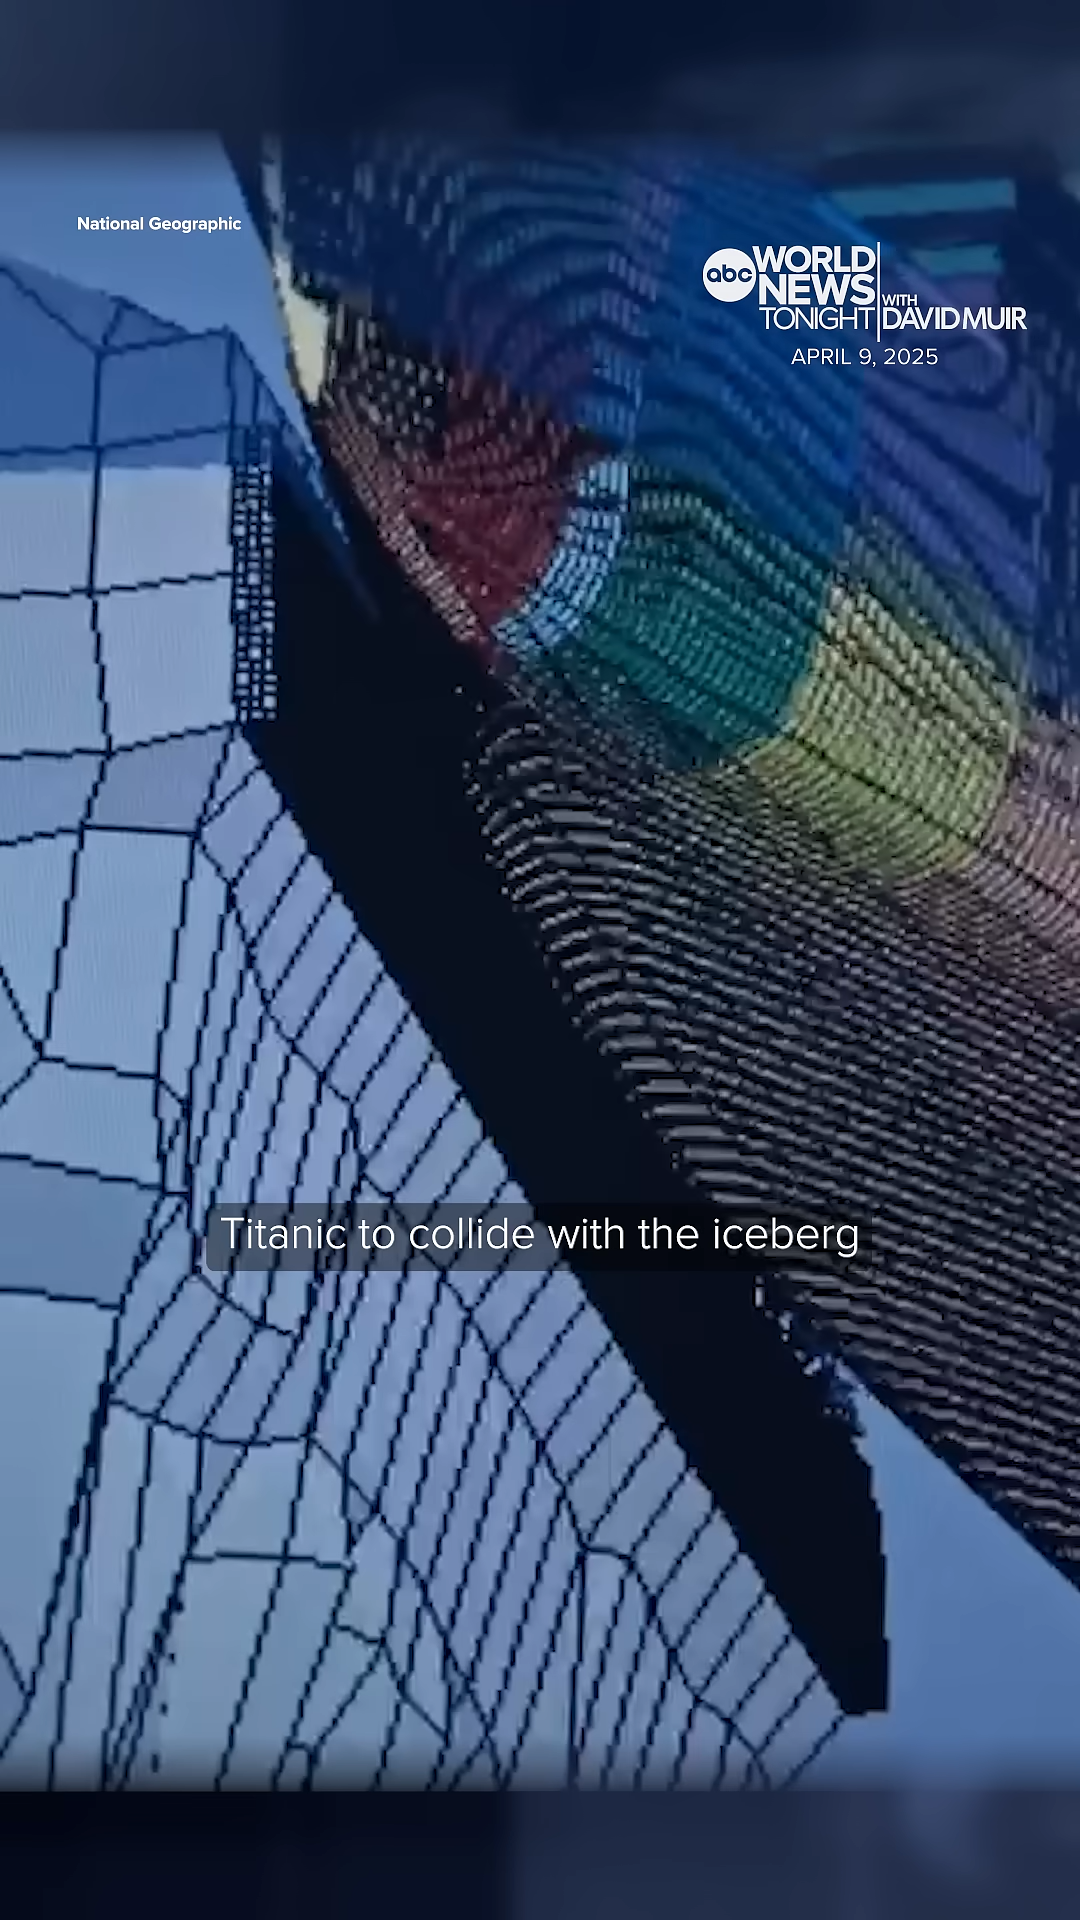 National Geographic
abc WORLD
NEWS
WITH
TONIGHT DAVID MUIR
APRIL 9, 2025
Titanic to collide with the iceberg